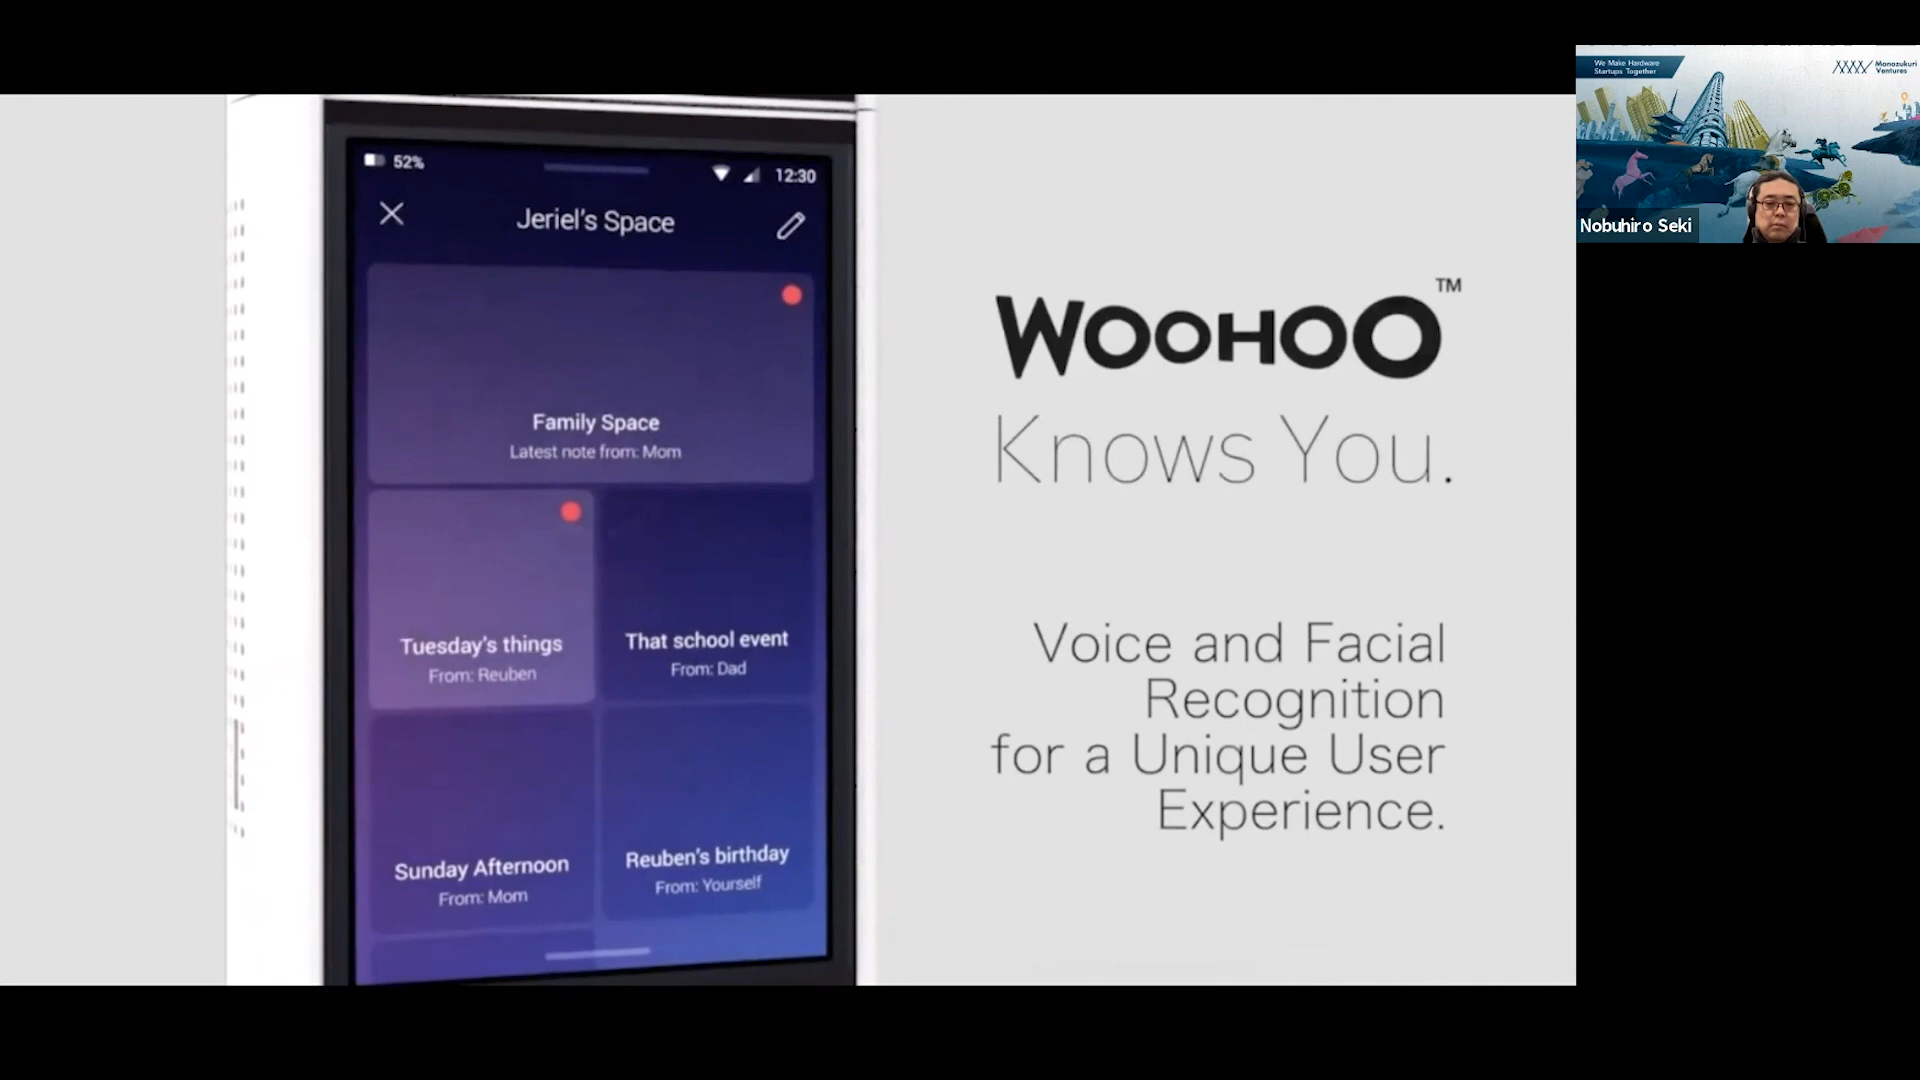 52%
12:30
Jeriel's Space
Family Space
Latest note from: Mom
Tuesday's things
From: Reuben
That school event
From: Dad
Sunday Afternoon
From: Mom
Reuben's birthday
From: Yourself
WOOHOO™
Knows You.
Voice and Facial
Recognition
for a Unique User
Experience.
We Make Hardware
Startups Together
Monozukuri
Ventures
Nobuhiro Seki